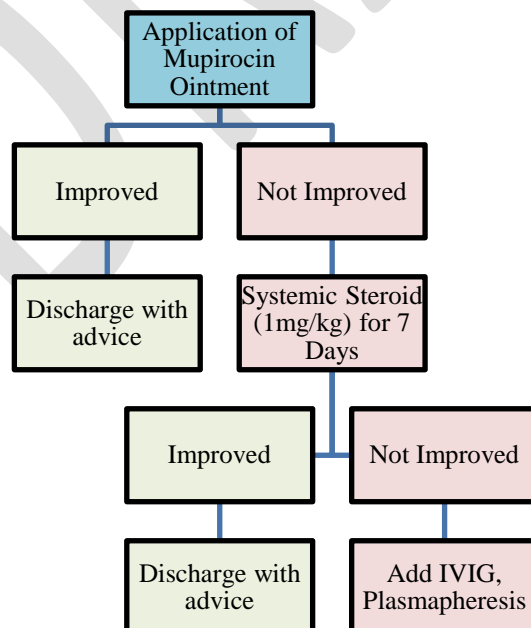 Application of
Mupirocin
Ointment
Improved
Not Improved
Discharge with
advice
Systemic Steroid
(1mg/kg) for 7
Days
Improved
Not Improved
Discharge with
advice
Add IVIG,
Plasmapheresis